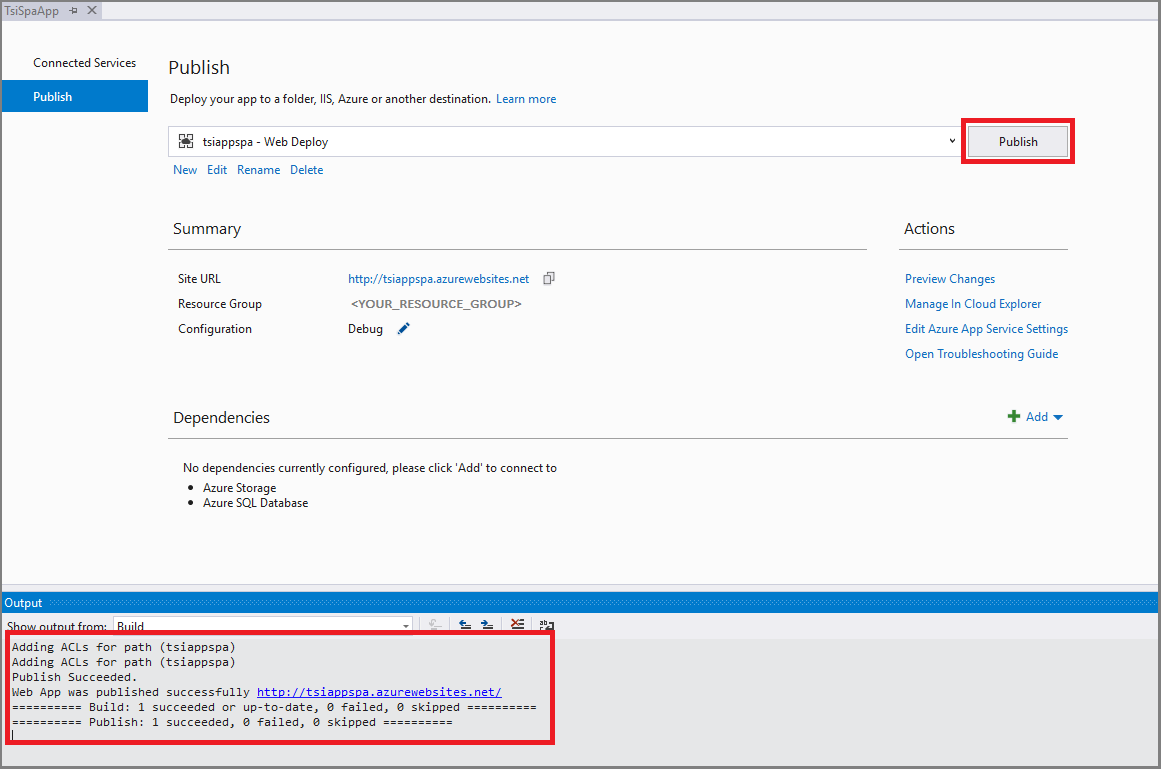 TsiSpaApp
Connected Services
Publish
Publish
Deploy your app to a folder, IIS, Azure or another destination. Learn more
tsiappspa - Web Deploy
Publish
New Edit Rename Delete
Summary
Actions
Site URL http://tsiappspa.azurewebsites.net
Preview Changes
Resource Group <YOUR_RESOURCE_GROUP>
Manage In Cloud Explorer
Configuration Debug
Edit Azure App Service Settings
Open Troubleshooting Guide
Dependencies
Add
No dependencies currently configured, please click 'Add' to connect to
• Azure Storage
• Azure SQL Database
Output
Show output from: Build
Adding ACLs for path (tsiappspa)
Adding ACLs for path (tsiappspa)
Publish Succeeded.
Web App was published successfully http://tsiappspa.azurewebsites.net/
========== Build: 1 succeeded or up-to-date, 0 failed, 0 skipped ==========
========== Publish: 1 succeeded, 0 failed, 0 skipped ==========